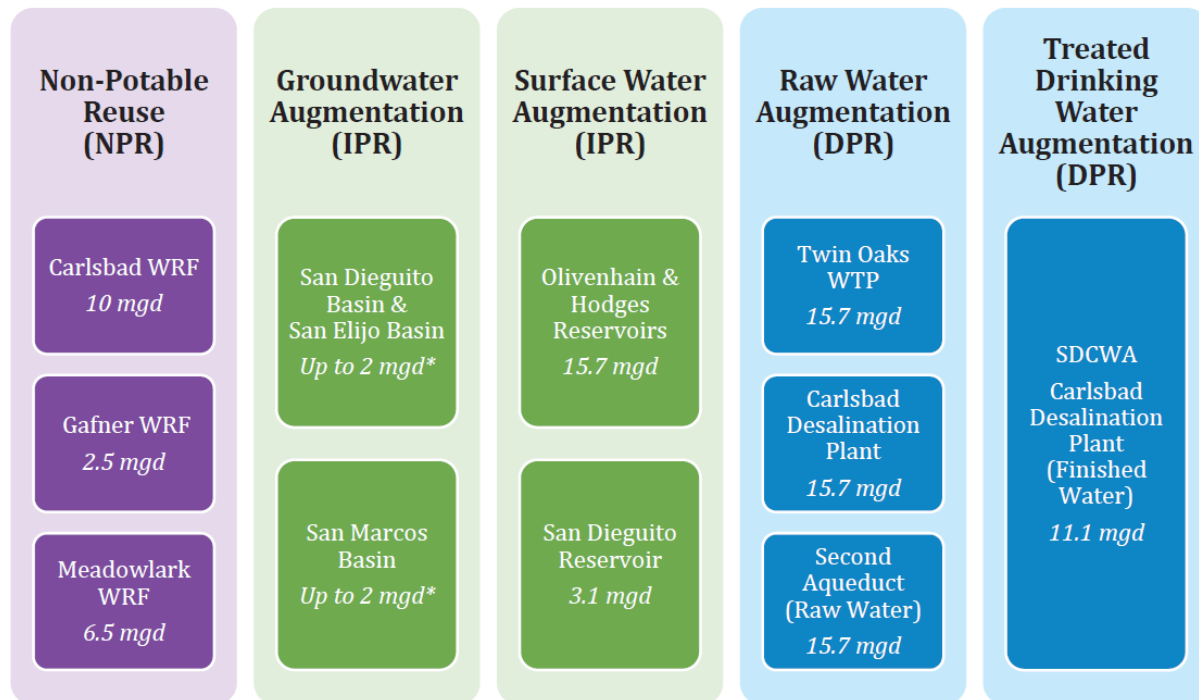 Non-Potable
Reuse
(NPR)
Carlsbad WRF
10 mgd
Gafner WRF
2.5 mgd
Meadowlark
WRF
6.5 mgd
Groundwater
Augmentation
(IPR)
San Dieguito
Basin &
San Elijo Basin
Up to 2 mgd*
San Marcos
Basin
Up to 2 mgd*
Surface Water
Augmentation
(IPR)
Olivenhain &
Hodges
Reservoirs
15.7 mgd
San Dieguito
Reservoir
3.1 mgd
Raw Water
Augmentation
(DPR)
Twin Oaks
WTP
15.7 mgd
Carlsbad
Desalination
Plant
15.7 mgd
Second
Aqueduct
(Raw Water)
15.7 mgd
Treated
Drinking
Water
Augmentation
(DPR)
SDCWA
Carlsbad
Desalination
Plant
(Finished
Water)
11.1 mgd